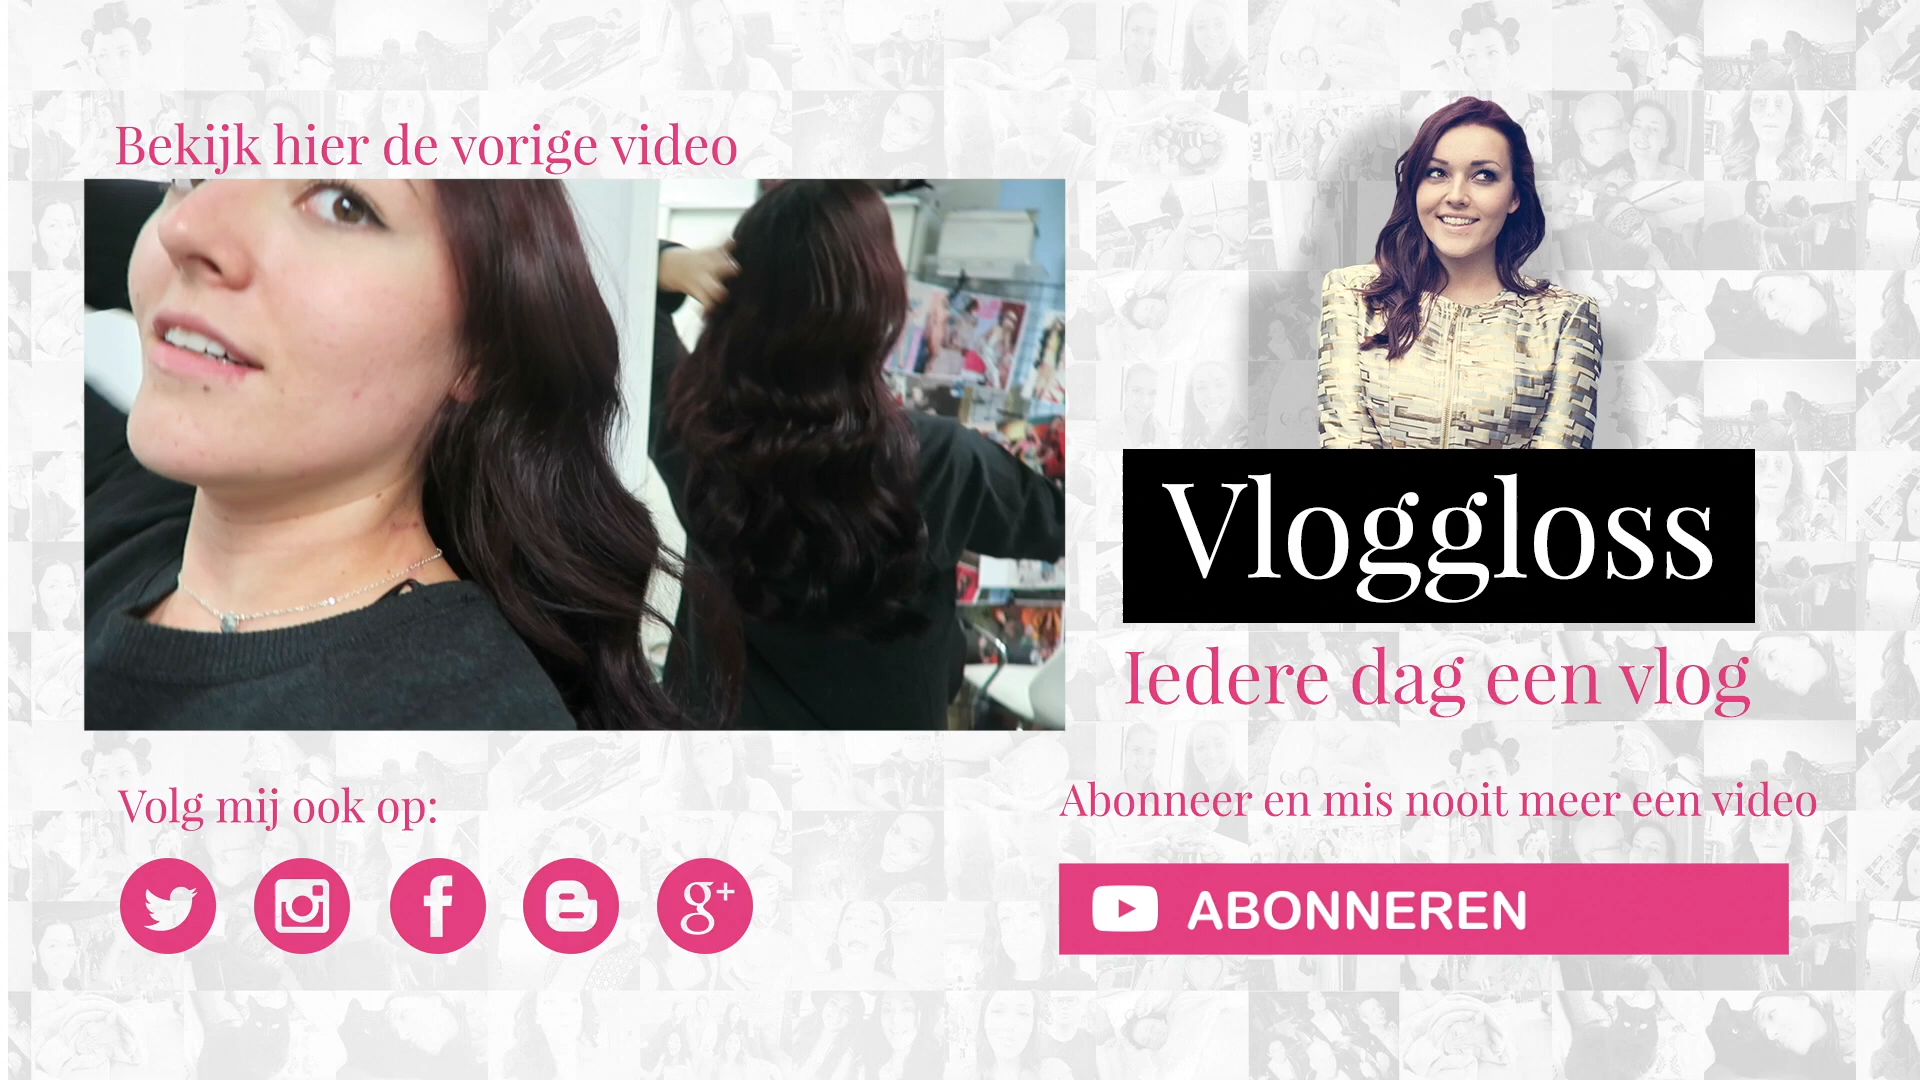 Bekijk hier de vorige video
Vloggloss
Iedere dag een vlog
Volg mij ook op:
g+
Abonneer en mis nooit meer een video
ABONNEREN